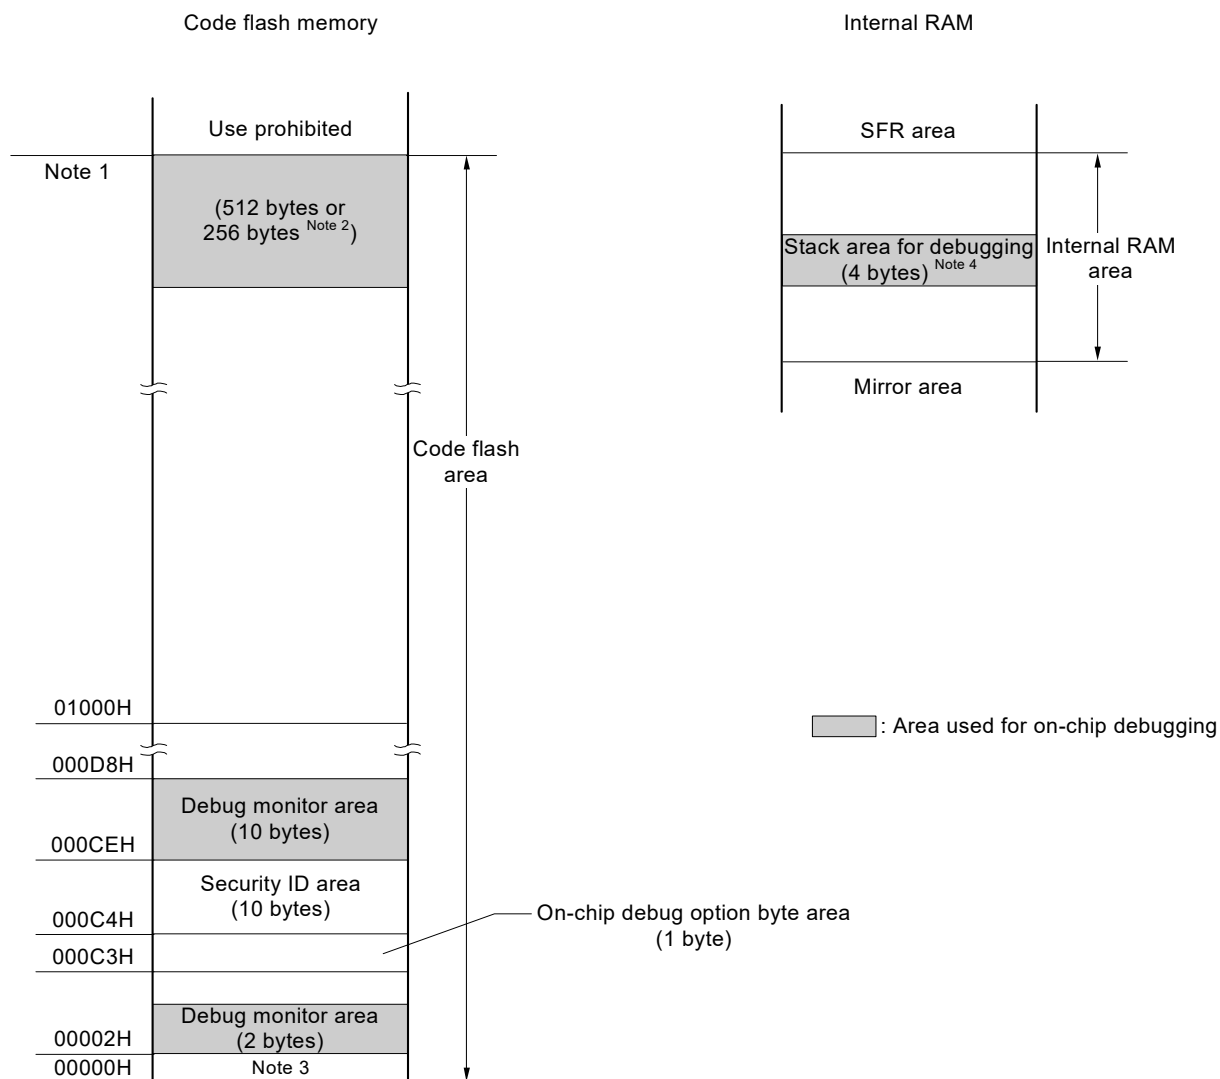 Code flash memory
Internal RAM
Use prohibited
SFR area
Note 1
(512 bytes or
256 bytes Note 2)
Stack area for debugging
(4 bytes) Note 4
Internal RAM
area
Mirror area
Code flash
area
01000H
: Area used for on-chip debugging
000D8H
Debug monitor area
(10 bytes)
000CEH
Security ID area
(10 bytes)
On-chip debug option byte area
(1 byte)
000C4H
000C3H
Debug monitor area
(2 bytes)
00002H
00000H
Note 3